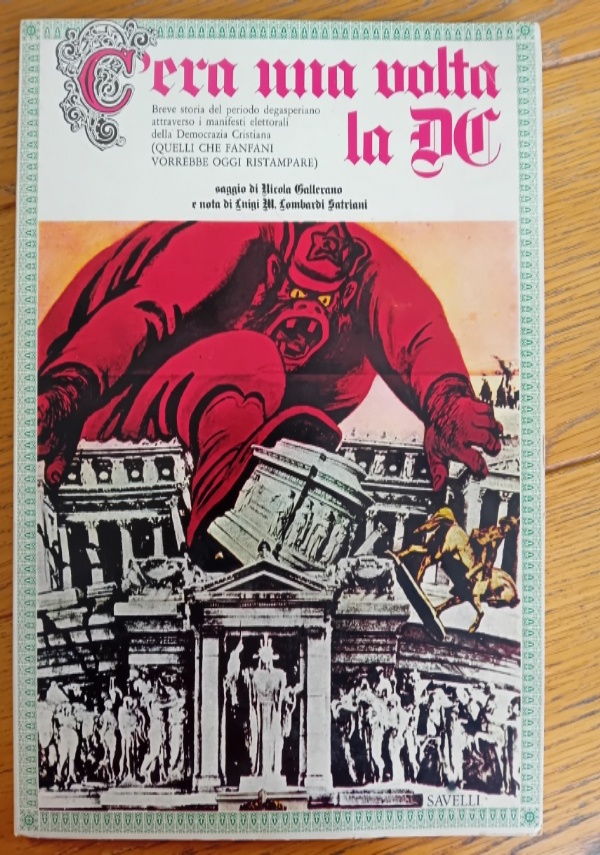 C'era una volta
la DC
Breve storia del periodo degasperiano
attraverso i manifesti elettorali
della Democrazia Cristiana
(QUELLI CHE FANFANI
VORREBBE OGGI RISTAMPARE)
saggio di Nicola Gallerano
e nota di Luigi M. Lombardi Satriani
SAVELLI